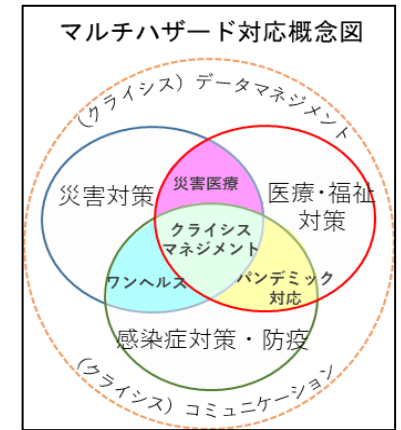 マルチハザード対応概念図
(クライシス) データマネジメント
災害対策
災害医療
医療・福祉
対策
クライシス
マネジメント
ワンヘルス
パンデミック
対応
感染症対策・防疫
(クライシス) コミュニケーション